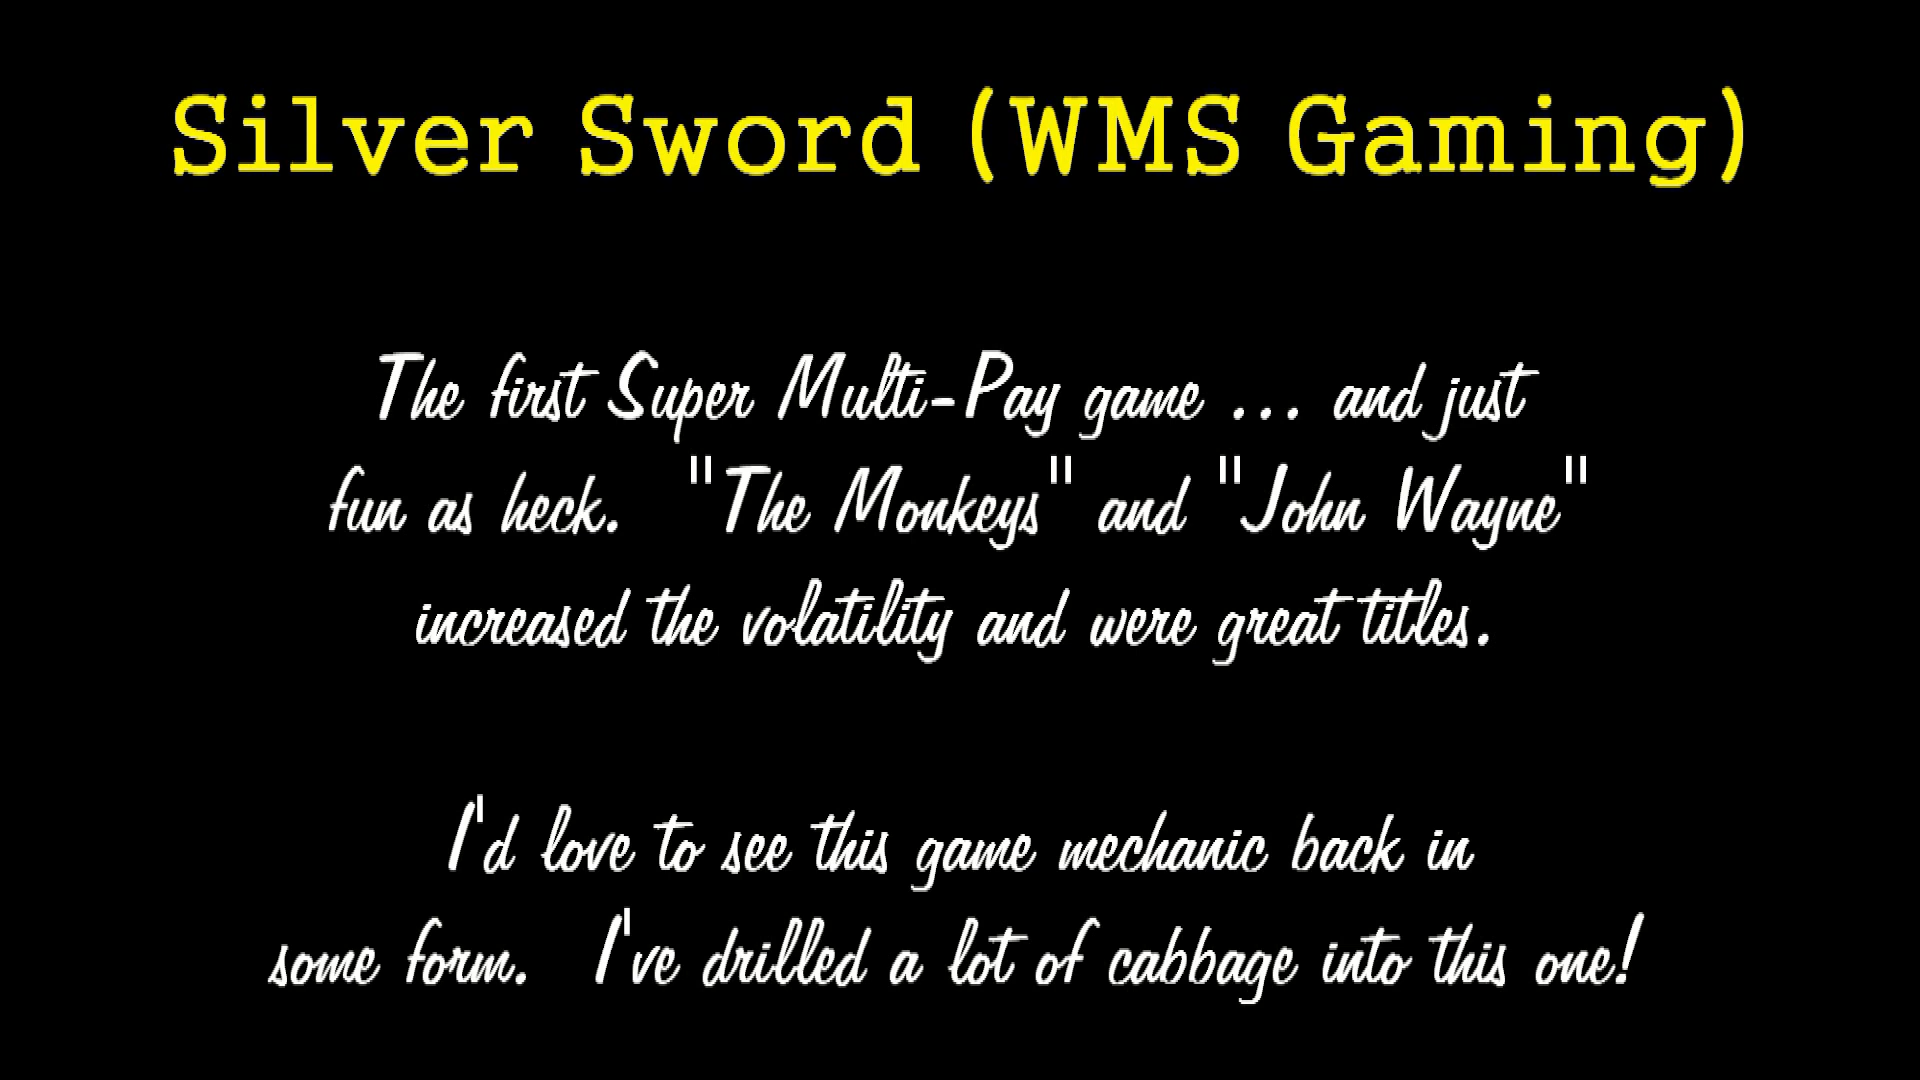 Silver Sword (WMS Gaming)
The first Super Multi-Pay game ... and just
fun as heck. "The Monkeys" and "John Wayne"
increased the volatility and were great titles.
I'd love to see this game mechanic back in
some form. I've drilled a lot of cabbage into this one!